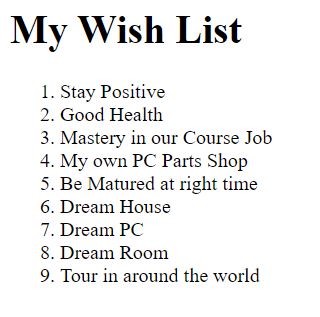 My Wish List
1. Stay Positive
2. Good Health
3. Mastery in our Course Job
4. My own PC Parts Shop
5. Be Matured at right time
6. Dream House
7. Dream PC
8. Dream Room
9. Tour in around the world